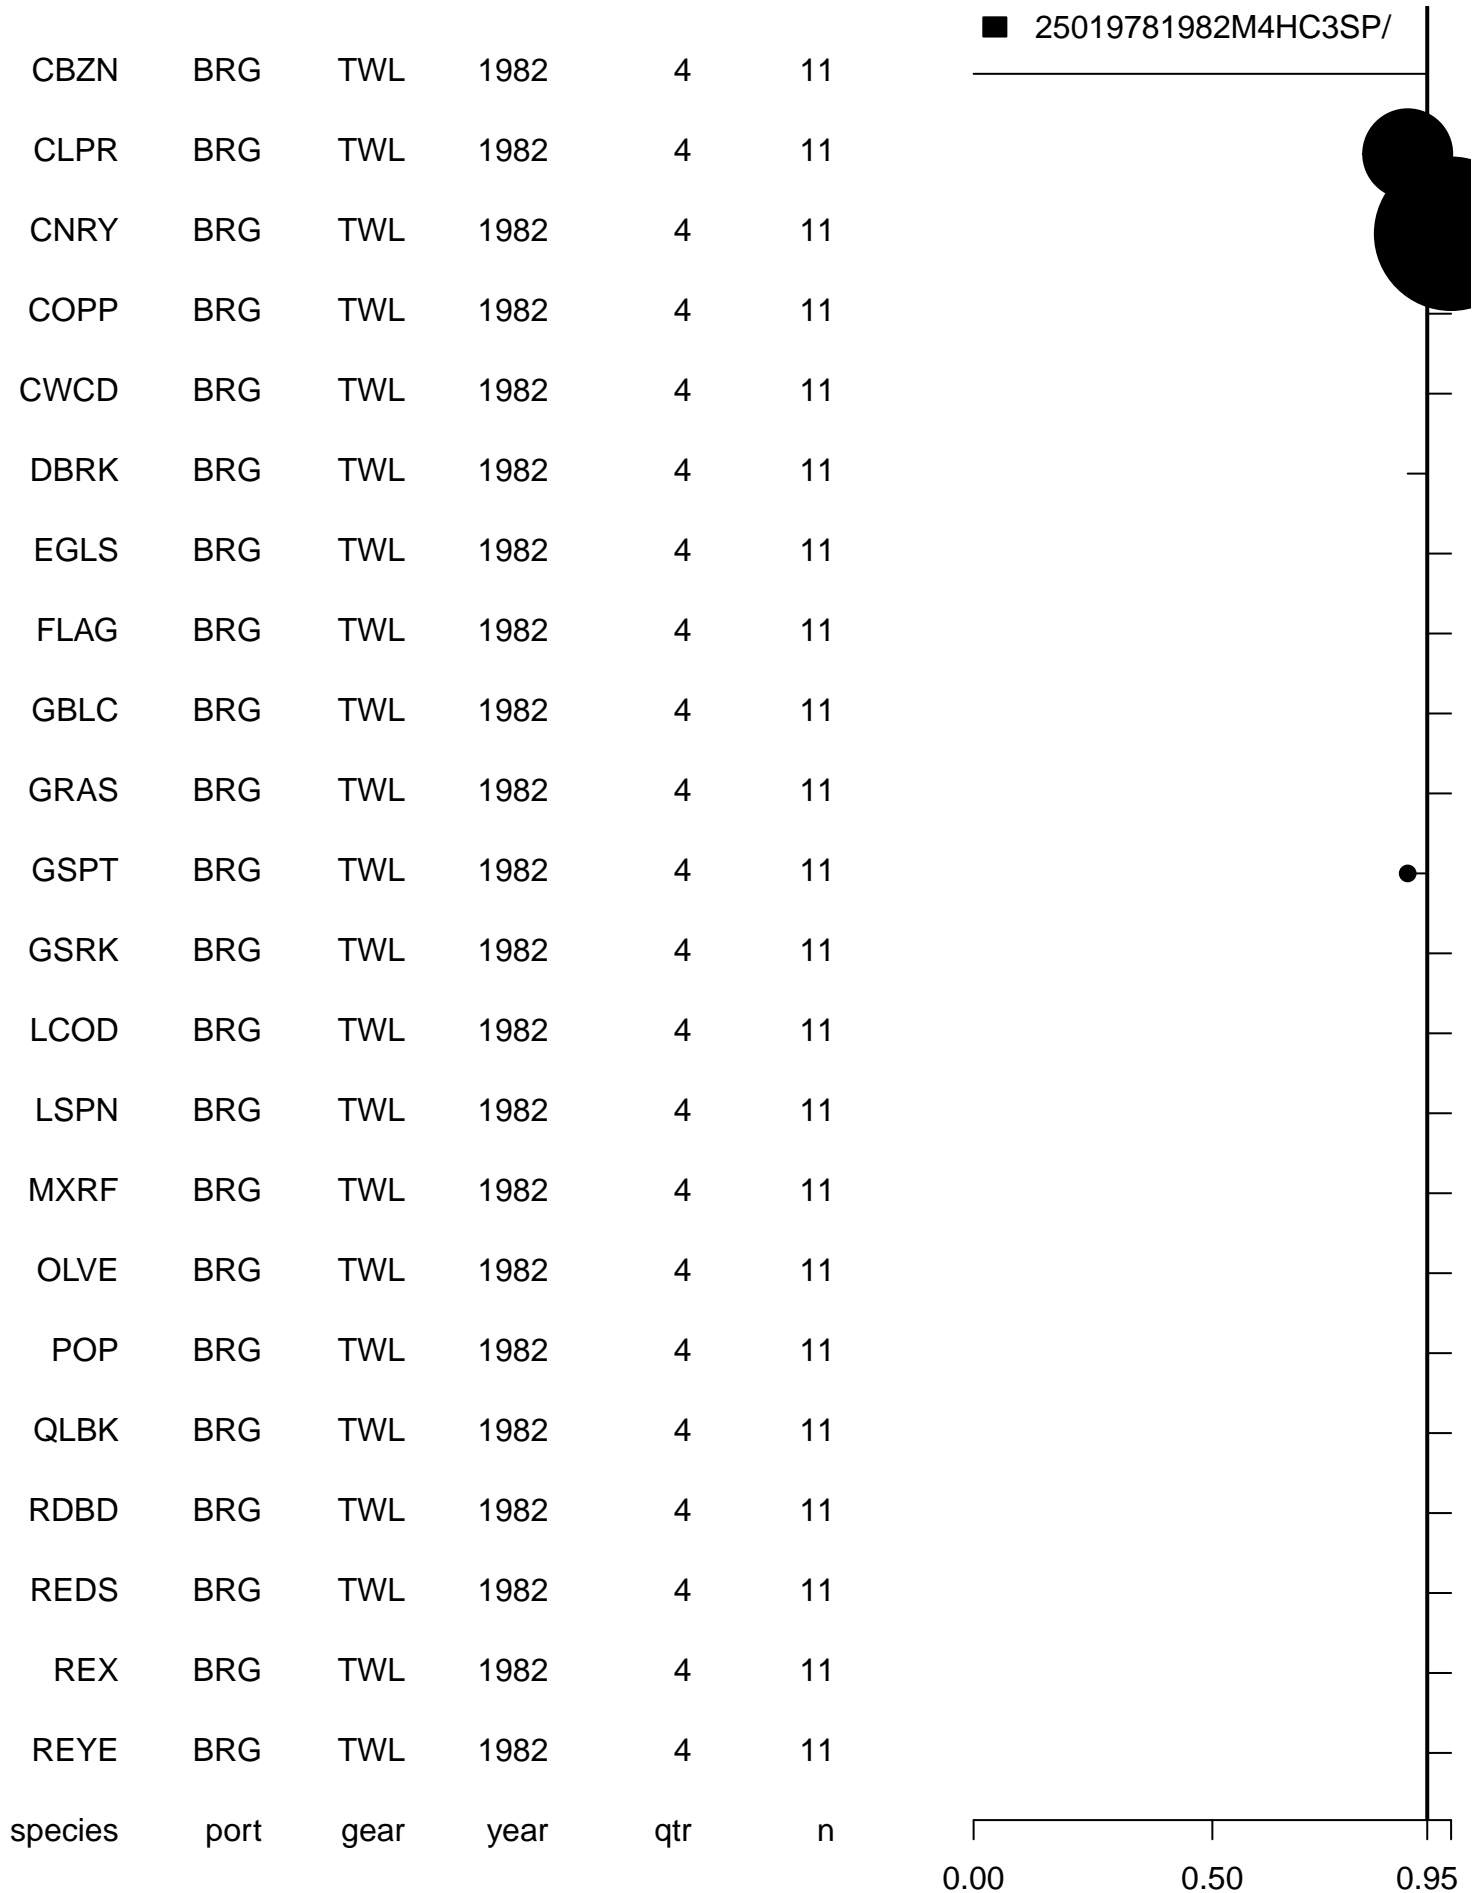 25019781982M4HC3SP/
CBZN BRG TWL 1982 4 11
CLPR BRG TWL 1982 4 11
CNRY BRG TWL 1982 4 11
COPP BRG TWL 1982 4 11
CWCD BRG TWL 1982 4 11
DBRK BRG TWL 1982 4 11
EGLS BRG TWL 1982 4 11
FLAG BRG TWL 1982 4 11
GBLC BRG TWL 1982 4 11
GRAS BRG TWL 1982 4 11
GSPT BRG TWL 1982 4 11
GSRK BRG TWL 1982 4 11
LCOD BRG TWL 1982 4 11
LSPN BRG TWL 1982 4 11
MXRF BRG TWL 1982 4 11
OLVE BRG TWL 1982 4 11
POP BRG TWL 1982 4 11
QLBK BRG TWL 1982 4 11
RDBD BRG TWL 1982 4 11
REDS BRG TWL 1982 4 11
REX BRG TWL 1982 4 11
REYE BRG TWL 1982 4 11
species port gear year qtr n
0.00 0.50 0.95